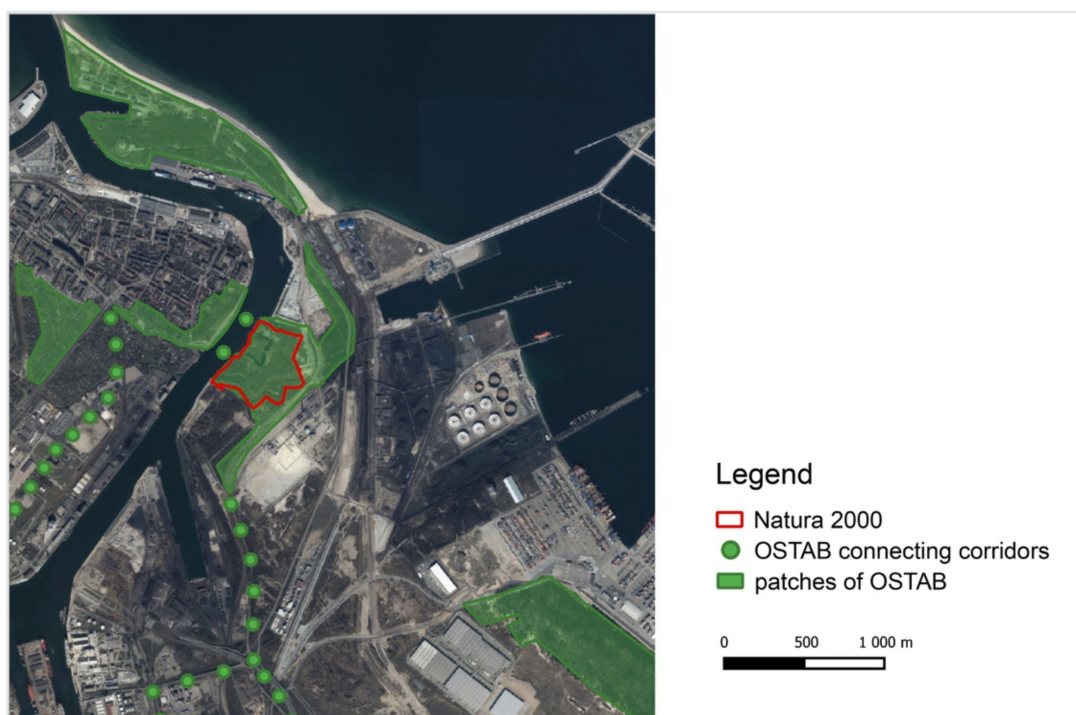 Legend
Natura 2000
OSTAB connecting corridors
patches of OSTAB
0 500 1 000 m